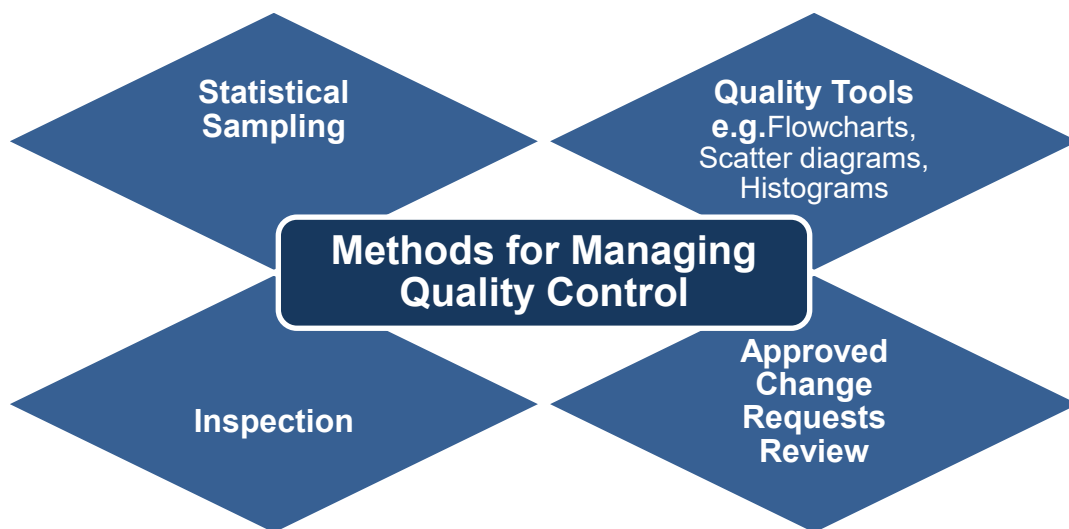 Statistical
Sampling
Quality Tools
e.g.Flowcharts,
Scatter diagrams,
Histograms
Methods for Managing
Quality Control
Inspection
Approved
Change
Requests
Review